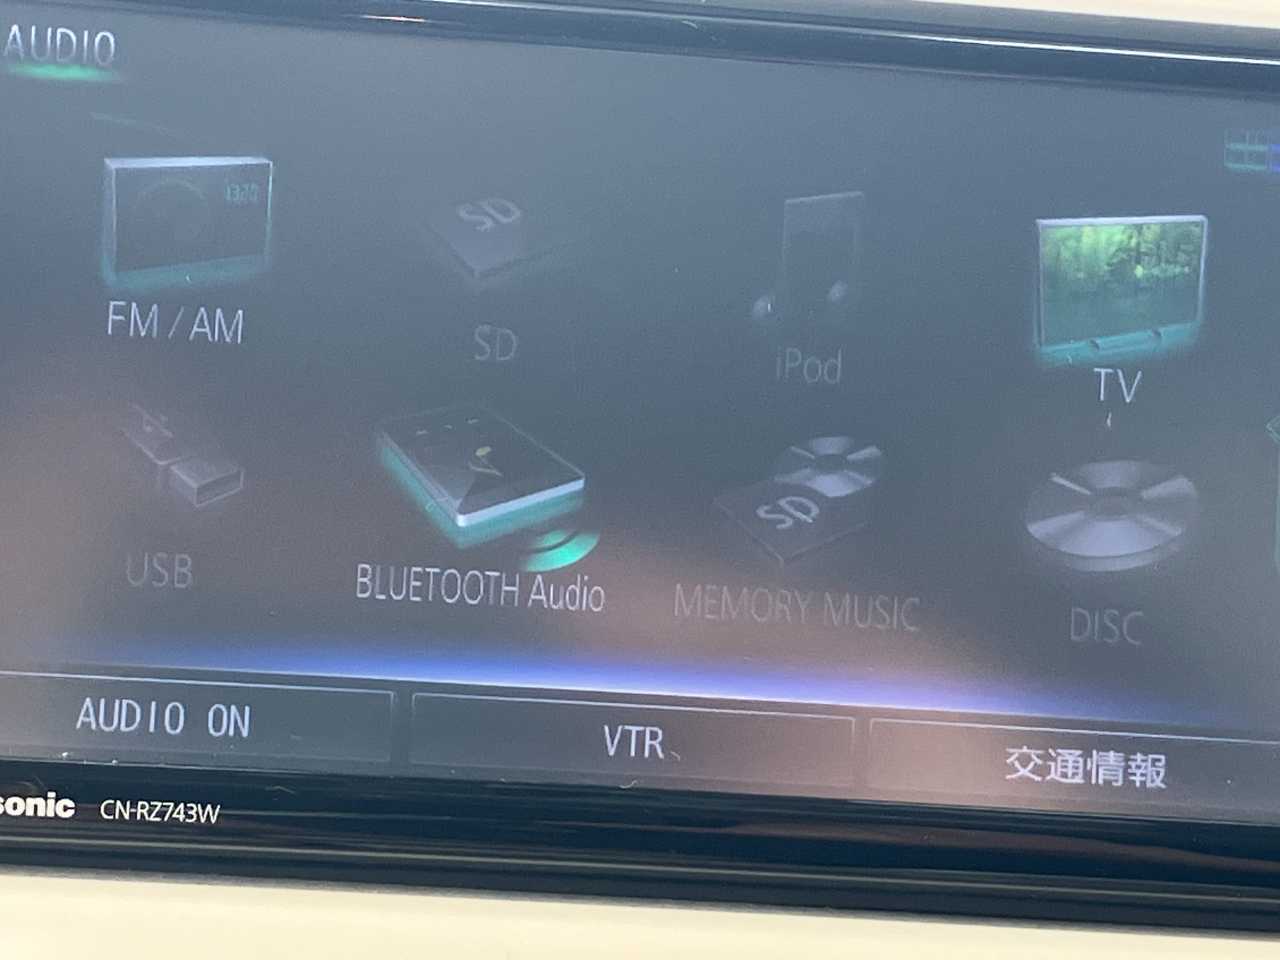 AUDIO
1320
SD
FM / AM
SD
iPod
TV
SD
USB
BLUETOOTH Audio
MEMORY MUSIC
DISC
AUDIO ON
VTR
交通情報
sonic CN-RZ743W